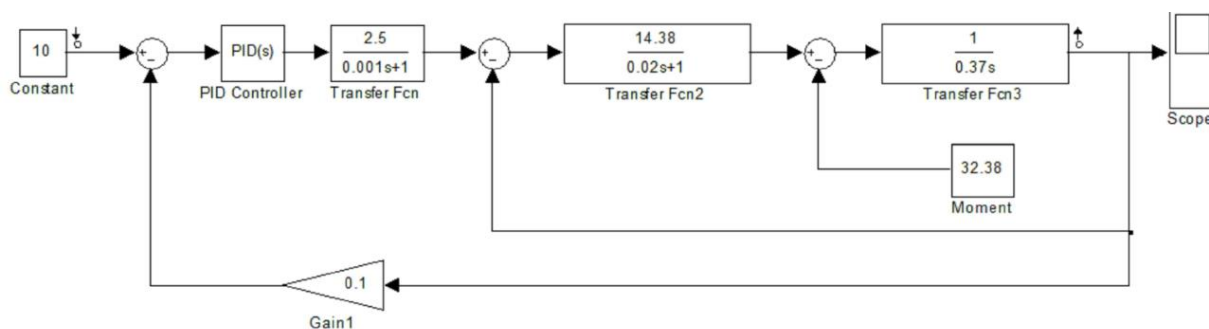 10
Constant
PID(s)
PID Controller
2.5
0.001s+1
Transfer Fcn
14.38
0.02s+1
Transfer Fcn2
1
0.37s
Transfer Fcn3
Scope
32.38
Moment
0.1
Gain1